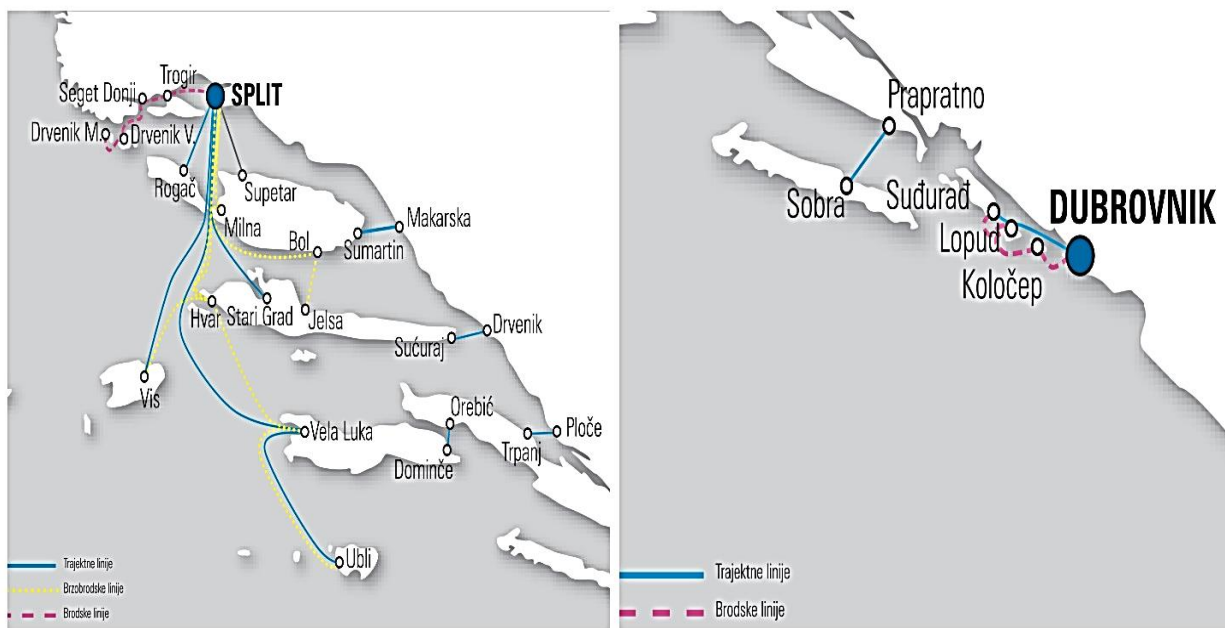 Trogir
Seget Donji
SPLIT
Drvenik M.
Drvenik V.
Rogač
Supetar
Milna
Makarska
Bol
Sumartin
Hvar
Stari Grad
Jelsa
Drvenik
Sućuraj
Vis
Orebić
Vela Luka
Ploče
Trpanj
Dominče
Ubli
Trajektne linije
Brzobrodske linije
Brodske linije
Prapratno
Sobra
Suđurađ
DUBROVNIK
Lopud
Koločep
Trajektne linije
Brodske linije